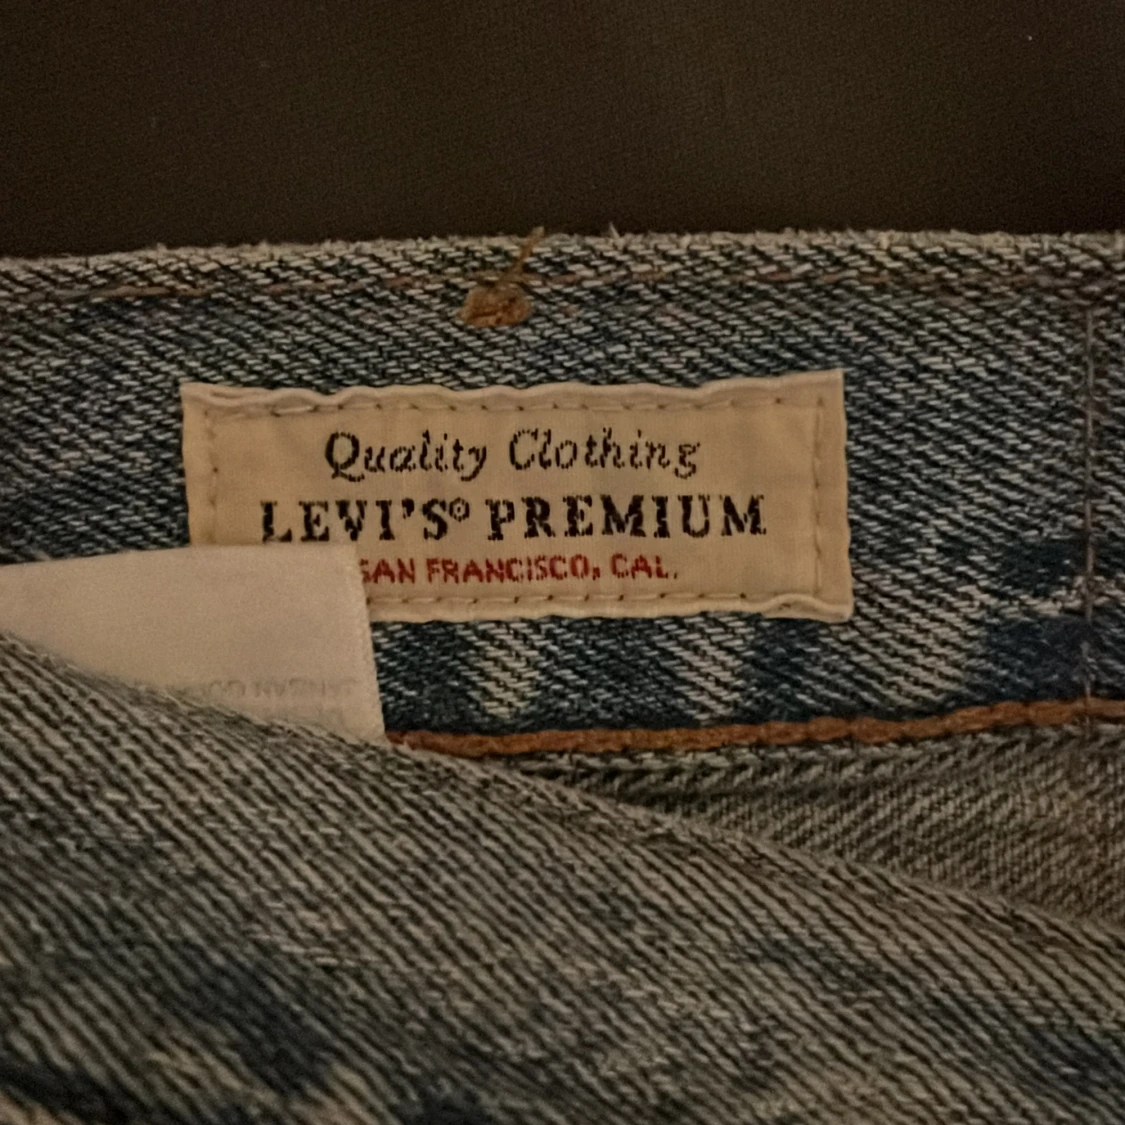 Quality Clothing
LEVI'S® PREMIUM
SAN FRANCISCO, CAL.